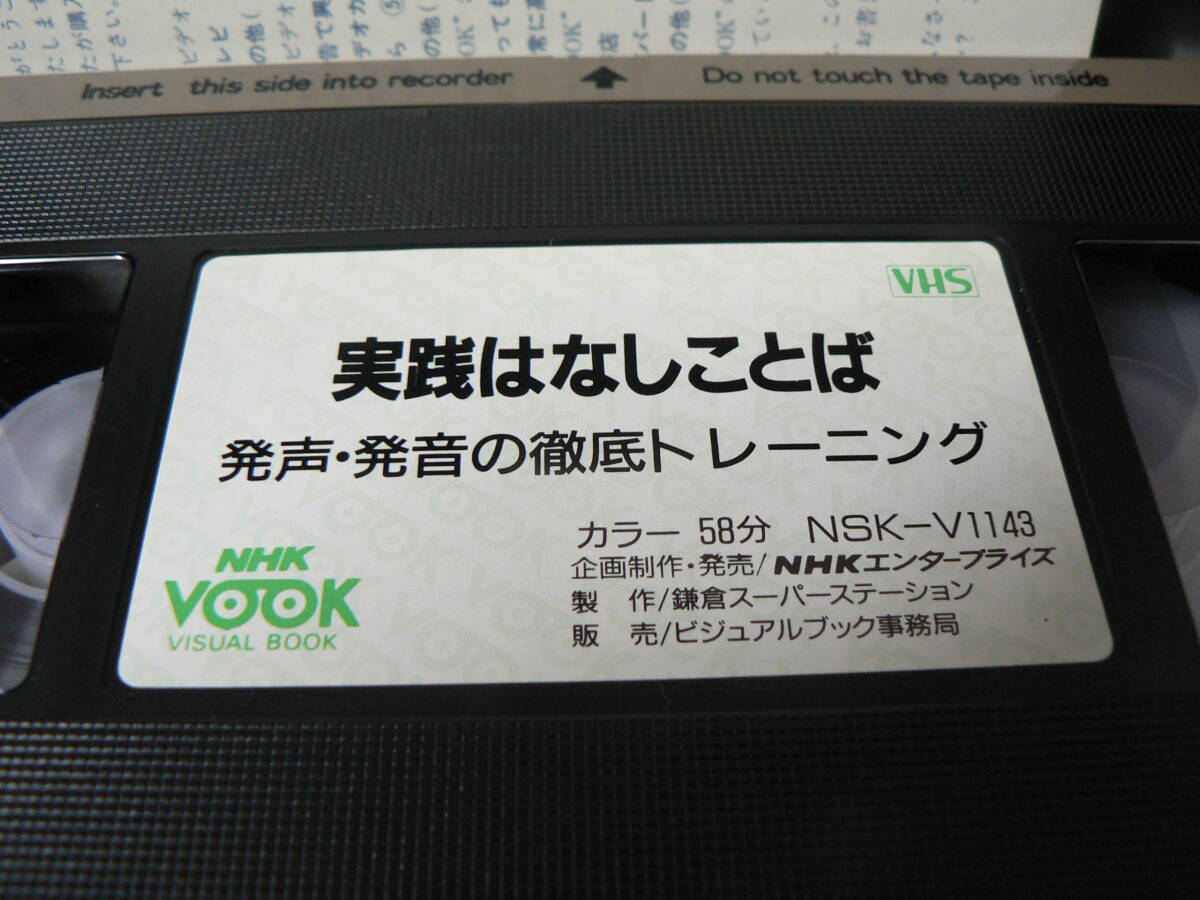 Insert this side into recorder
Do not touch the tape inside
VHS
実践はなしことば
発声・発音の徹底トレーニング
カラー 58分 NSK-V1143
企画制作・発売/NHKエンタープライズ
製 作/鎌倉スーパーステーション
販 売/ビジュアルブック事務局
NHK
VOOK
VISUAL BOOK